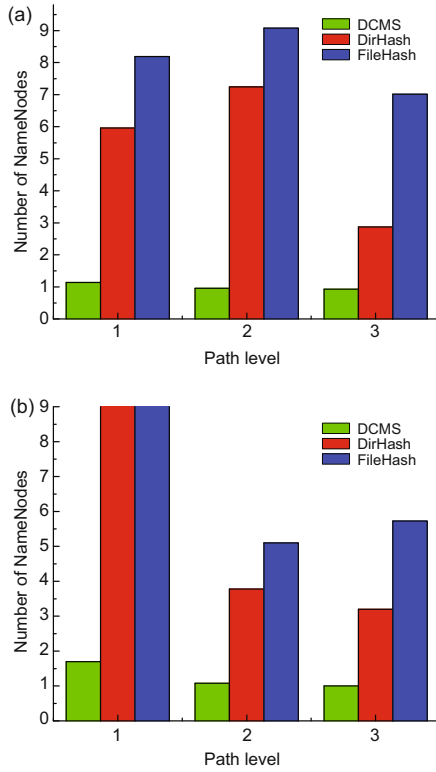 (a)
DCMS
DirHash
FileHash
Number of NameNodes
9
8
7
6
5
4
3
2
1
0
1 2 3
Path level
(b)
DCMS
DirHash
FileHash
Number of NameNodes
9
8
7
6
5
4
3
2
1
0
1 2 3
Path level